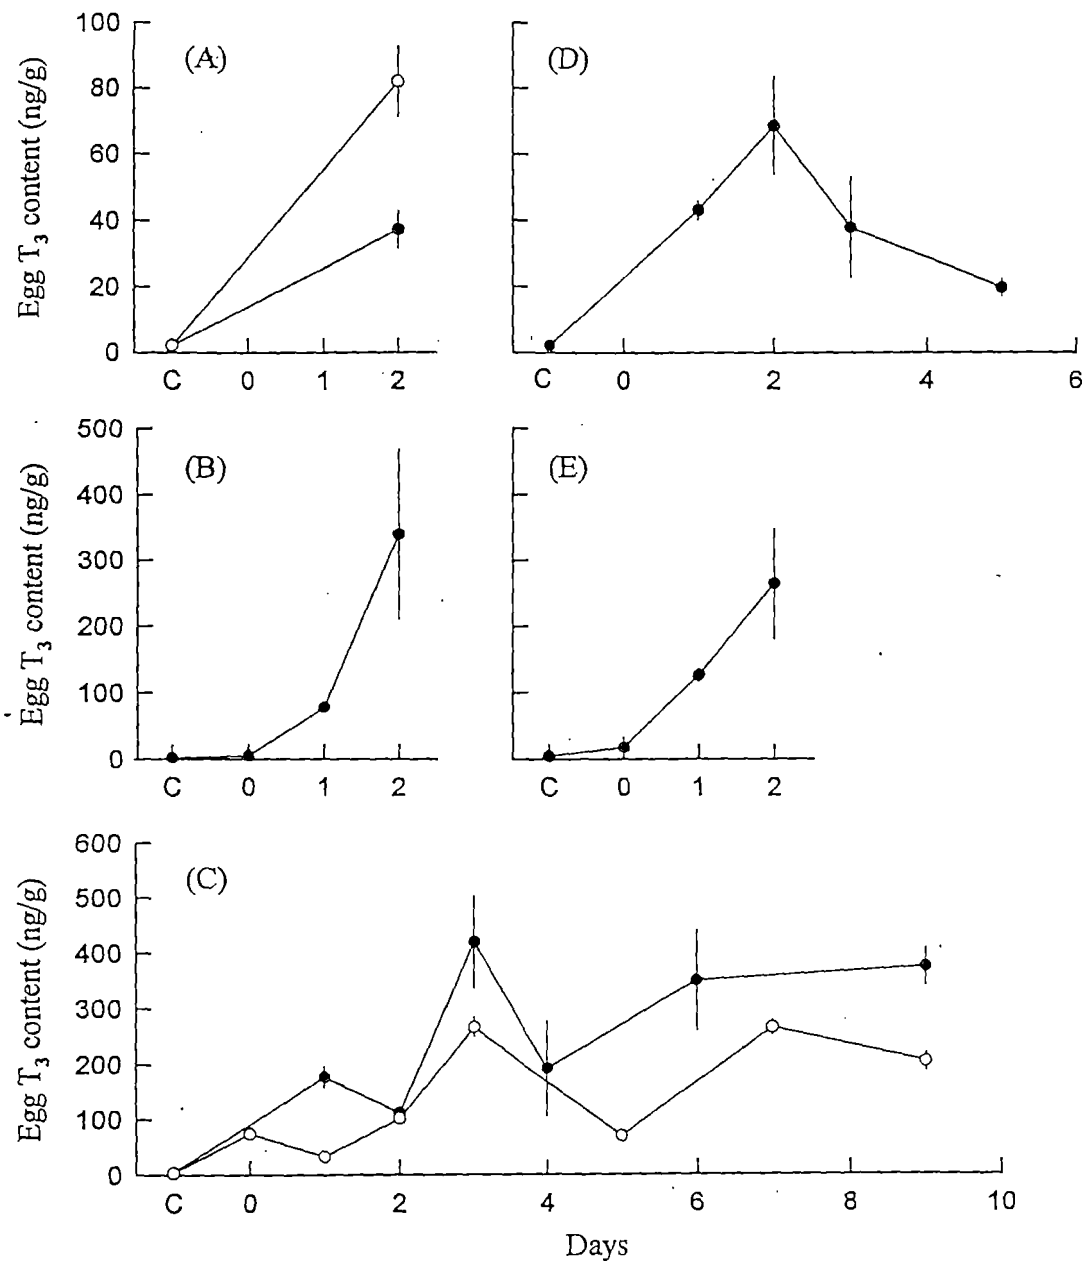 (A)
Egg T₃ content (ng/g)
100
80
60
40
20
0
C 0 1 2
(D)
C 0 2 4 6
(B)
Egg T₃ content (ng/g)
500
400
300
200
100
0
C 0 1 2
(E)
C 0 1 2
(C)
Egg T₃ content (ng/g)
600
500
400
300
200
100
0
C 0 2 4 6 8 10
Days